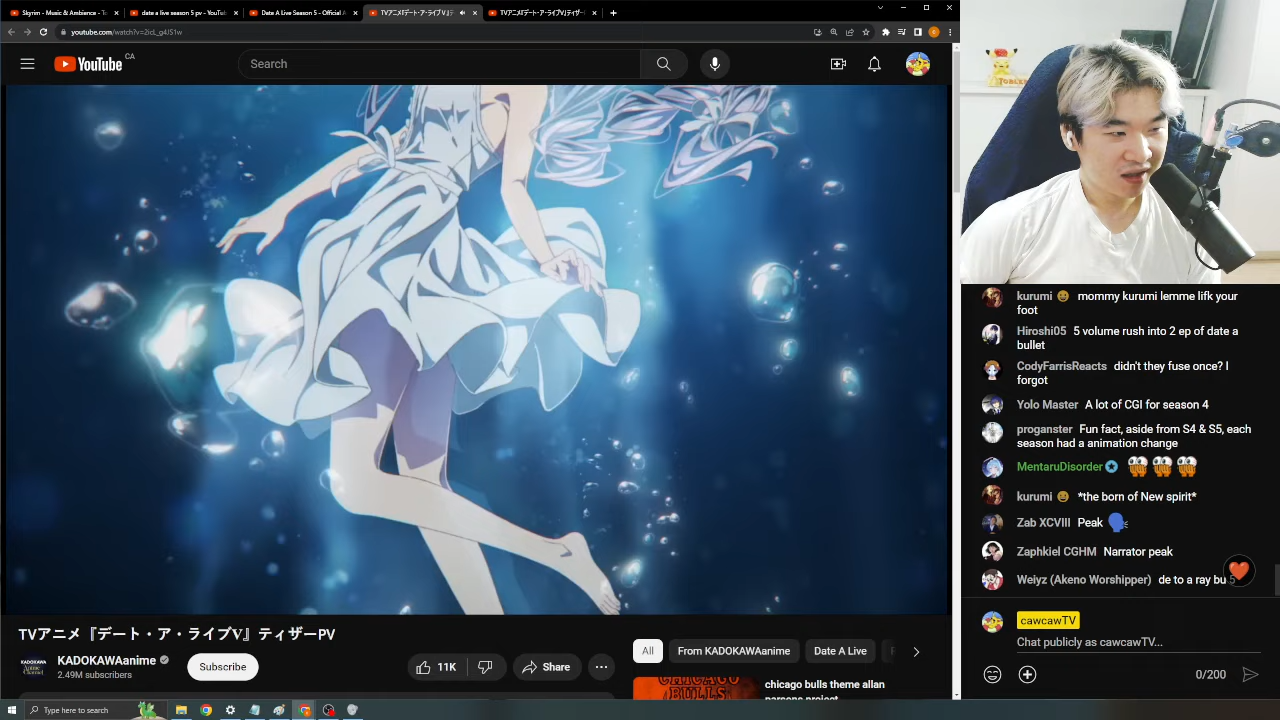 Skyrim - Music & Ambience - To
date a live season 5 pv - YouTu
Date A Live Season 5 - Official A
TVアニメ『デート・ア・ライブⅤ』テ
TVアニメ『デート・ア・ライブⅤ』ティザー
youtube.com/watch?v=2icL_g4JS1w
YouTube CA
Search
TOBLER
kurumi mommy kurumi lemme lifk your
foot
Hiroshi05 5 volume rush into 2 ep of date a
bullet
CodyFarrisReacts didn't they fuse once? I
forgot
Yolo Master A lot of CGI for season 4
proganster Fun fact, aside from S4 & S5, each
season had a animation change
MentaruDisorder
kurumi *the born of New spirit*
Zab XCVIII Peak
Zaphkiel CGHM Narrator peak
Weiyz (Akeno Worshipper) de to a ray bu 5
cawcawTV
Chat publicly as cawcawTV...
0/200
TVアニメ『デート・ア・ライブⅤ』ティザーPV
KADOKAWAanime
2.49M subscribers
Subscribe
11K
Share
All
From KADOKAWAanime
Date A Live
CHICAGO
BULLS
chicago bulls theme allan
parsons project
Type here to search